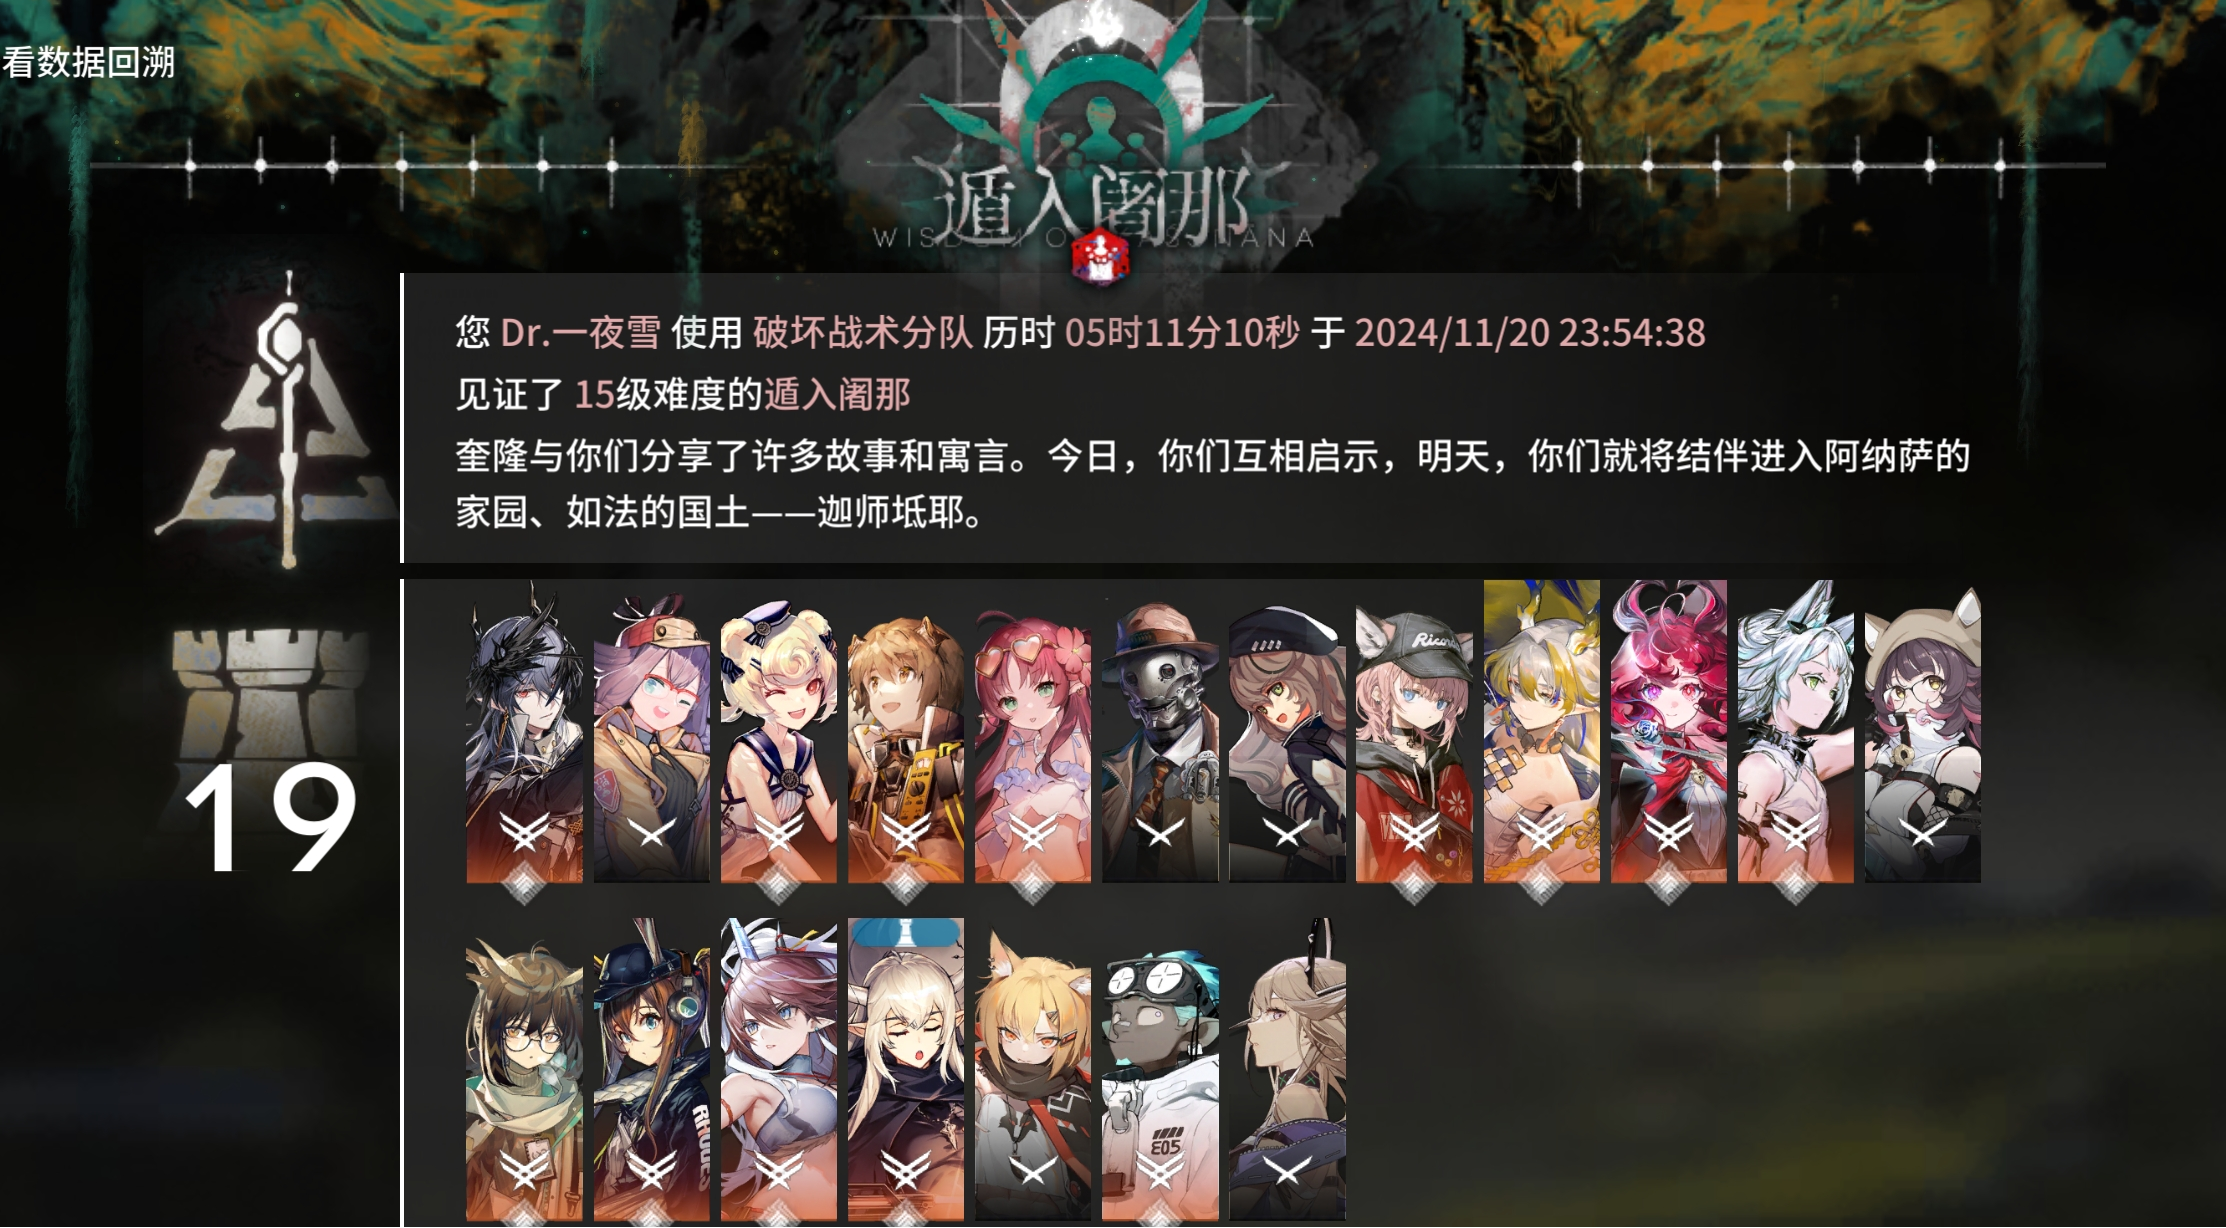 看数据回溯
遁入阇那
您 Dr.一夜雪 使用 破坏战术分队 历时 05时11分10秒 于 2024/11/20 23:54:38
见证了 15级难度的遁入阇那
奎隆与你们分享了许多故事和寓言。今日，你们互相启示，明天，你们就将结伴进入阿纳萨的
家园、如法的国土——迦师坻耶。
19
Ricord
RHODES
E05